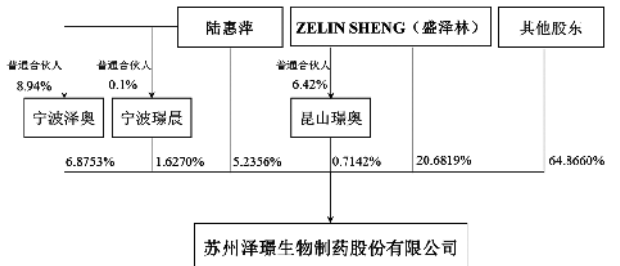 陆惠萍
ZELIN SHENG（盛泽林）
其他股东
普通合伙人
8.94%
普通合伙人
0.1%
普通合伙人
6.42%
宁波泽奥
宁波璟晨
昆山璟奥
6.8753%
1.6270%
5.2356%
0.7142%
20.6819%
64.8660%
苏州泽璟生物制药股份有限公司